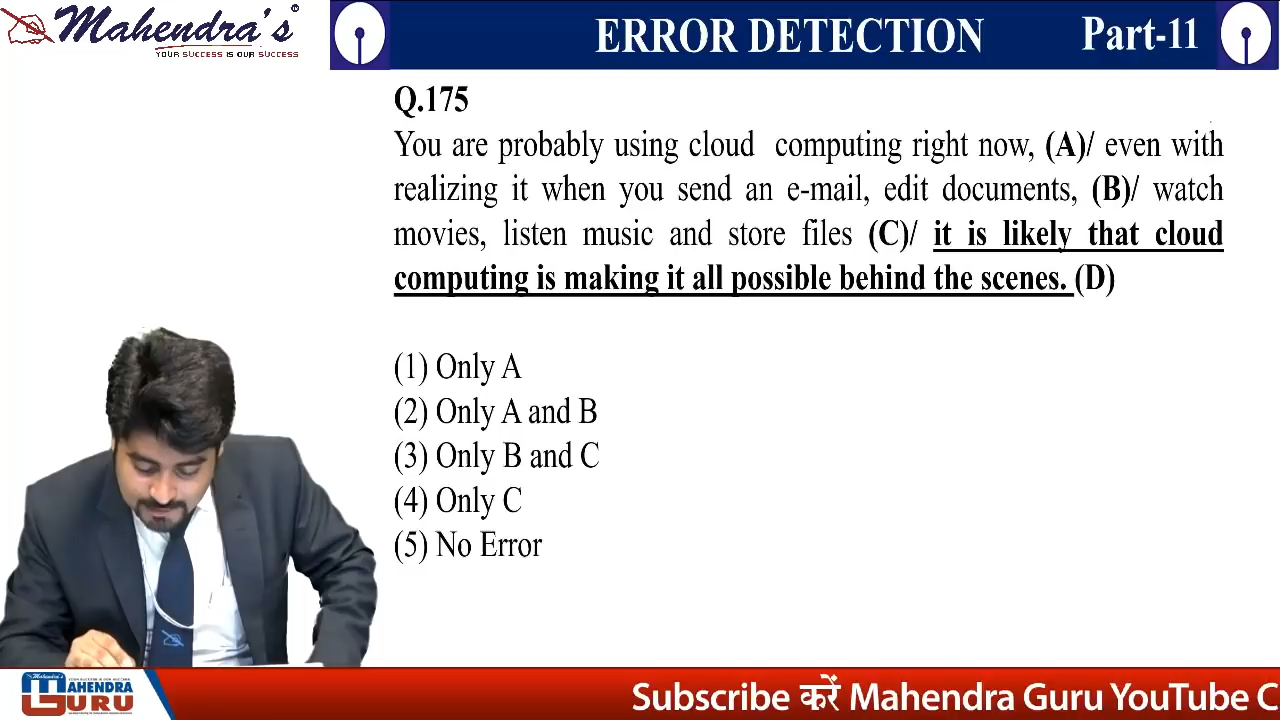 Mahendra's
YOUR SUCCESS IS OUR SUCCESS
ERROR DETECTION
Part-11
Q.175
You are probably using cloud computing right now, (A)/ even with
realizing it when you send an e-mail, edit documents, (B)/ watch
movies, listen music and store files (C)/ it is likely that cloud
computing is making it all possible behind the scenes. (D)
(1) Only A
(2) Only A and B
(3) Only B and C
(4) Only C
(5) No Error
MAHENDRA
GURU
Subscribe करें Mahendra Guru YouTube C